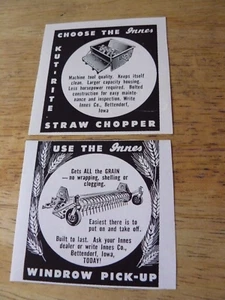 CHOOSE THE Innes
KUT-RITE
Machine tool quality. Keeps itself
clean. Larger capacity housing.
Less horsepower required. Bolted
construction for easy main-
tenance and inspection. Write
Innes Co., Bettendorf,
Iowa
STRAW CHOPPER
USE THE Innes
Gets ALL the GRAIN
— no wrapping, shelling or
clogging.
Easiest there is to
put on and take off.
Built to last. Ask your Innes
dealer or write Innes Co.,
Bettendorf, Iowa,
TODAY!
WINDROW PICK-UP